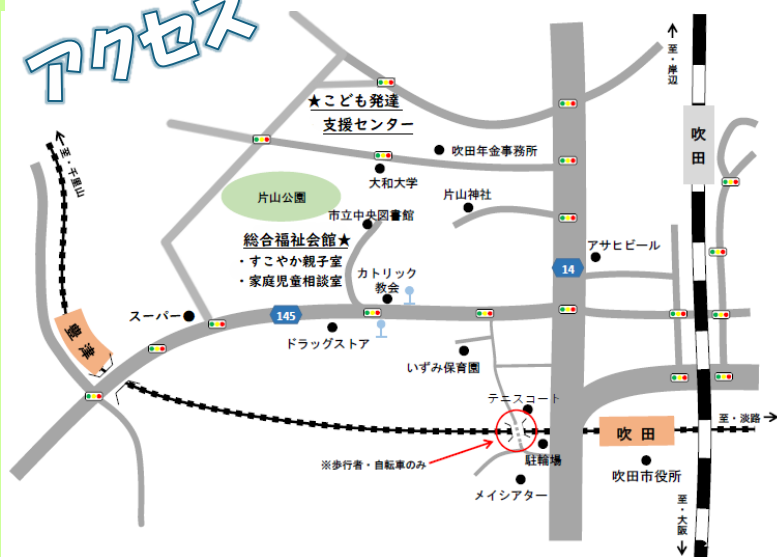 アクセス
至・岸辺
★こども発達
支援センター
吹田
吹田年金事務所
至・千里山
大和大学
片山神社
片山公園
市立中央図書館
総合福祉会館★
アサヒビール
・すこやか親子室
・家庭児童相談室
14
カトリック
教会
スーパー
145
豊津
ドラッグストア
いずみ保育園
テニスコート
至・淡路
吹田
※歩行者・自転車のみ
駐輪場
吹田市役所
メイシアター
至・大阪